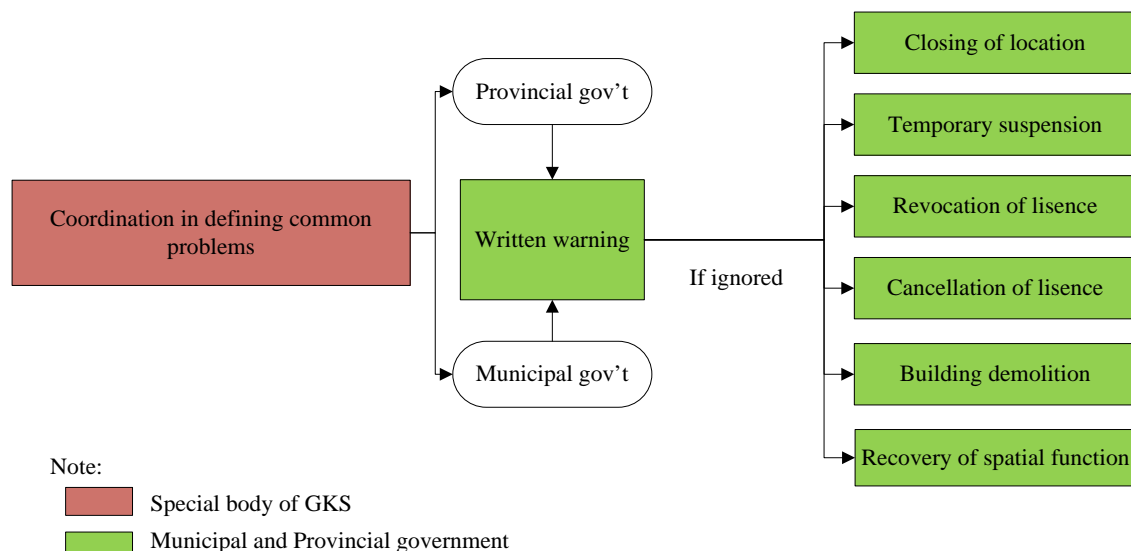 Coordination in defining common
problems
Provincial gov’t
Written warning
Municipal gov’t
If ignored
Closing of location
Temporary suspension
Revocation of lisence
Cancellation of lisence
Building demolition
Recovery of spatial function
Note:
Special body of GKS
Municipal and Provincial government